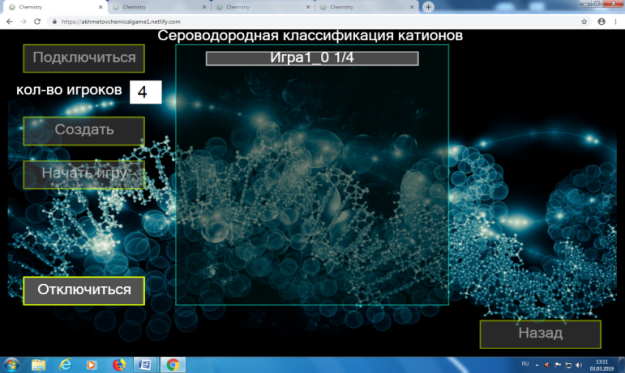 Chemistry
Chemistry
Chemistry
Chemistry
https://akhmetovchemicalgame1.netlify.com
Сероводородная классификация катионов
Подключиться
Игра1_0 1/4
кол-во игроков 4
Создать
Начать игру
Отключиться
Назад
RU
13:11
03.03.2019